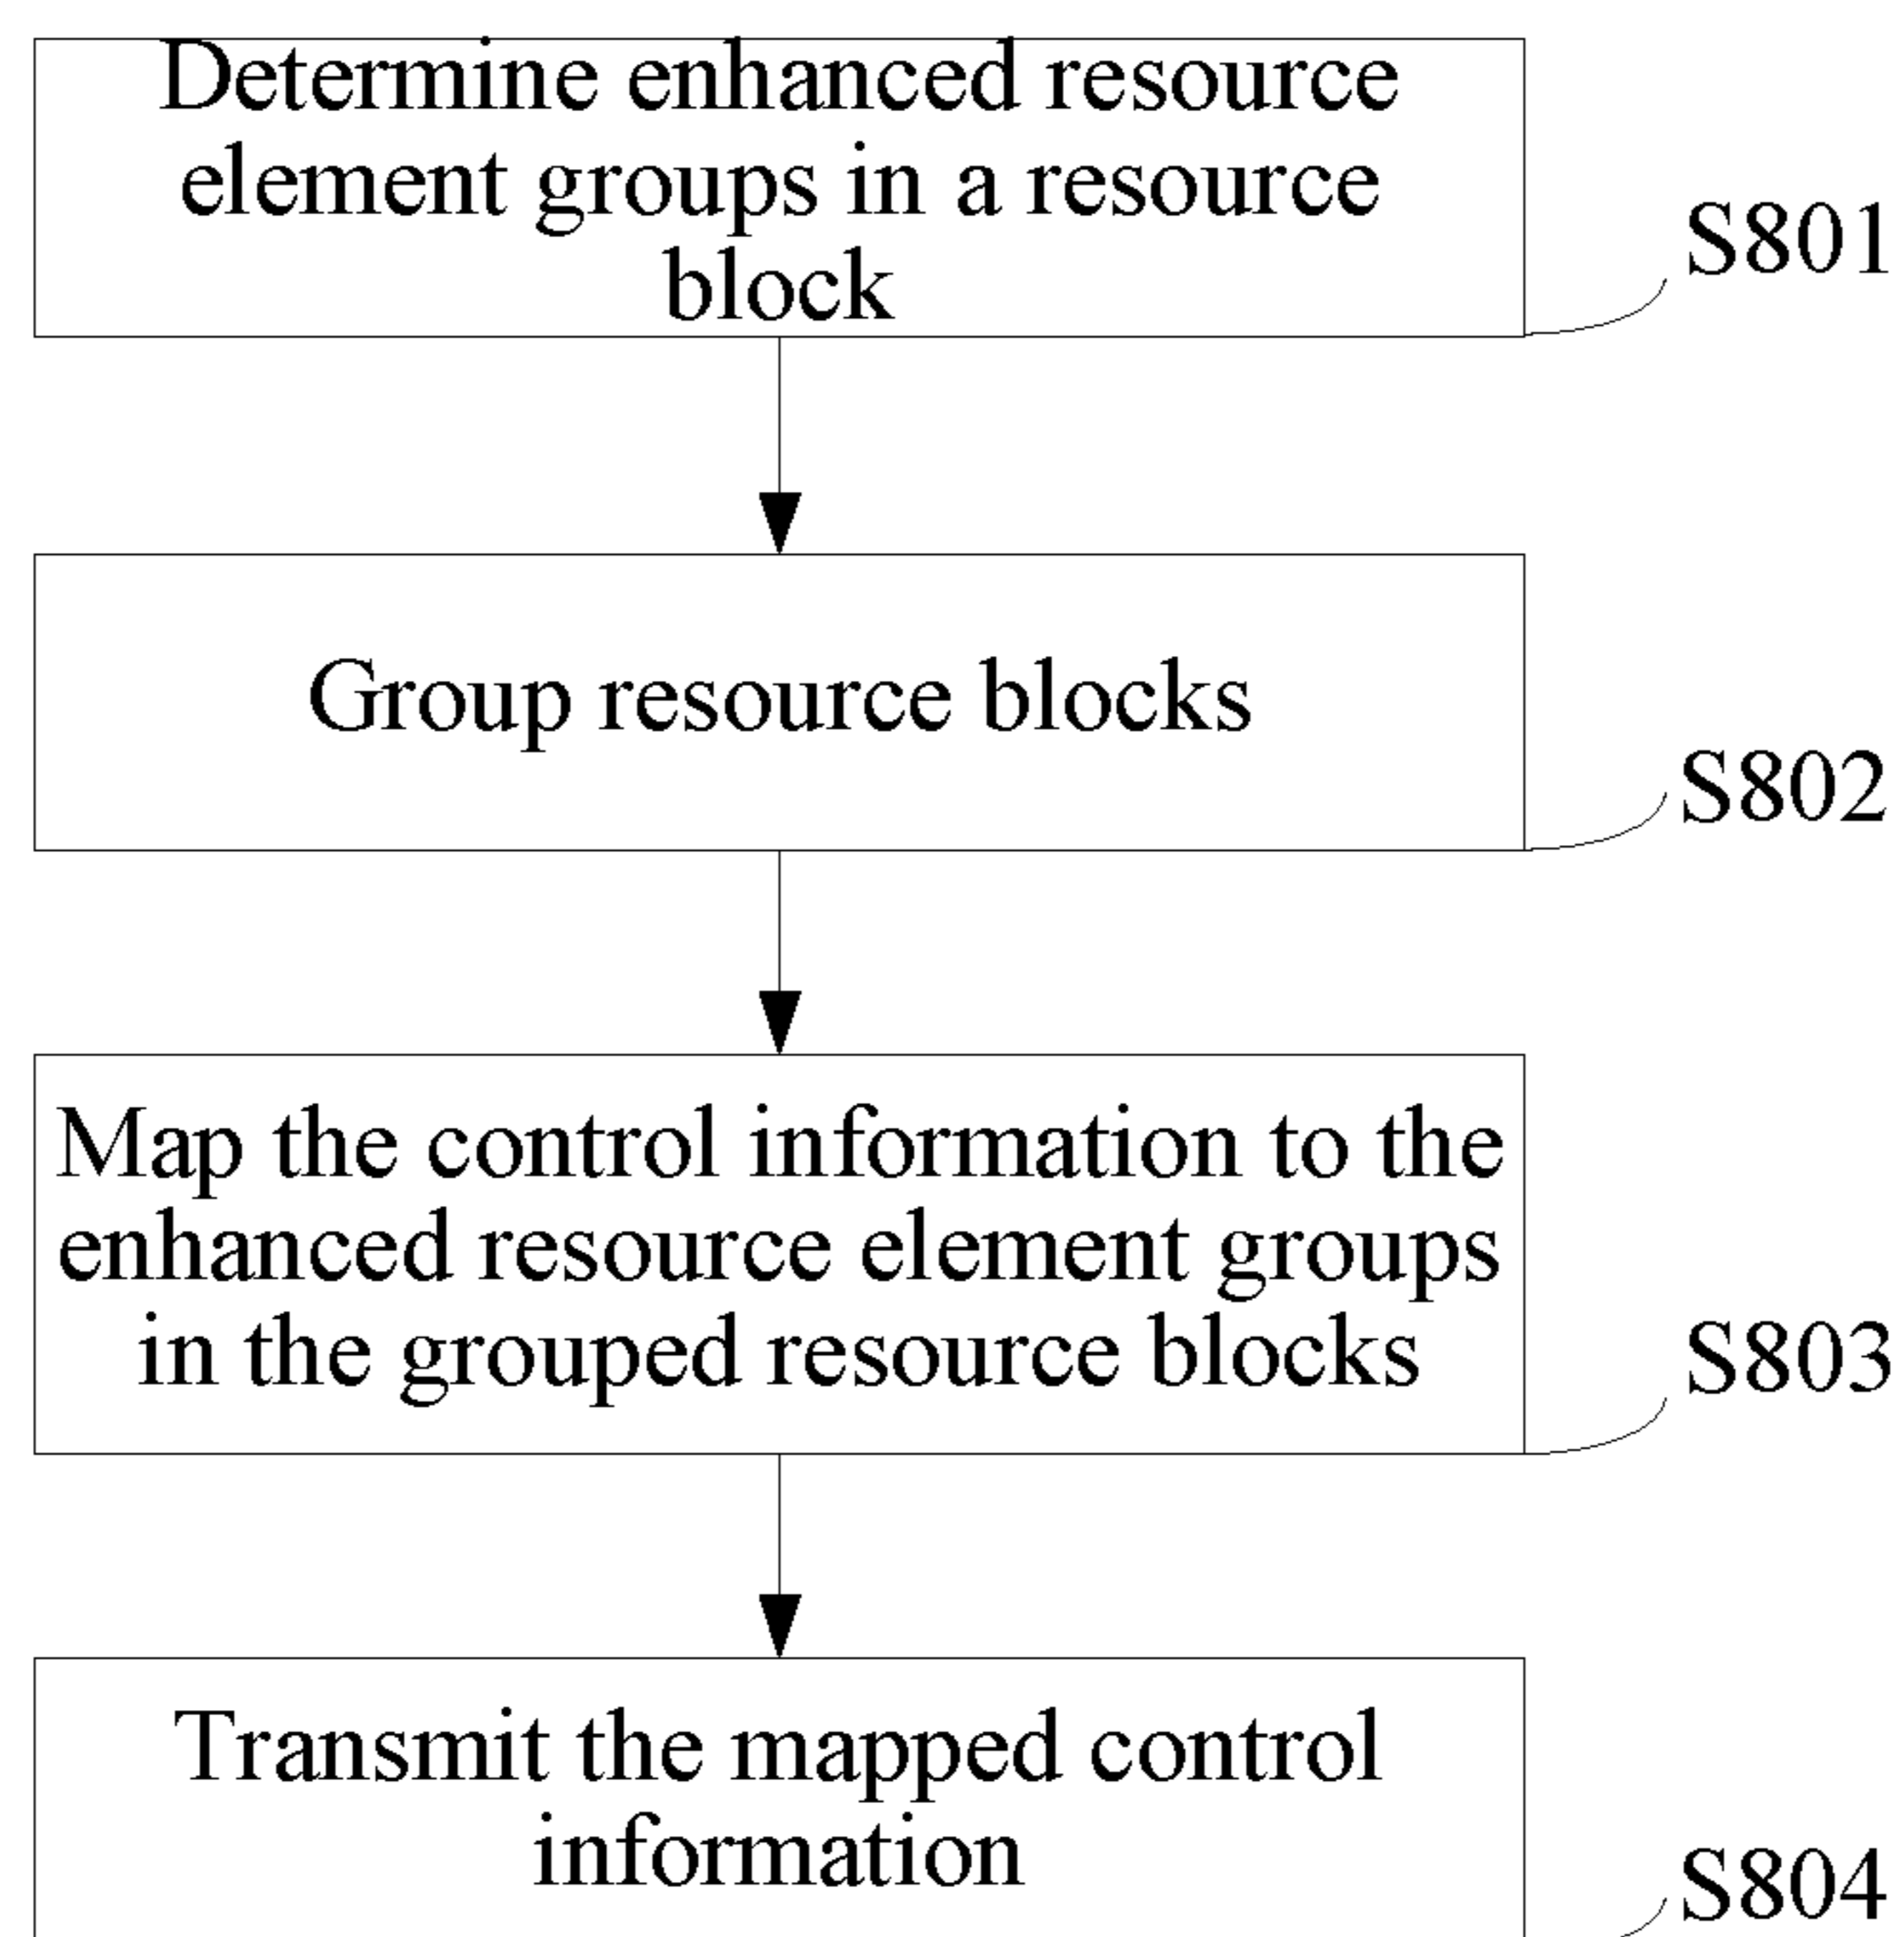 Determine enhanced resource
element groups in a resource
block
S801
Group resource blocks
S802
Map the control information to the
enhanced resource element groups
in the grouped resource blocks
S803
Transmit the mapped control
information
S804